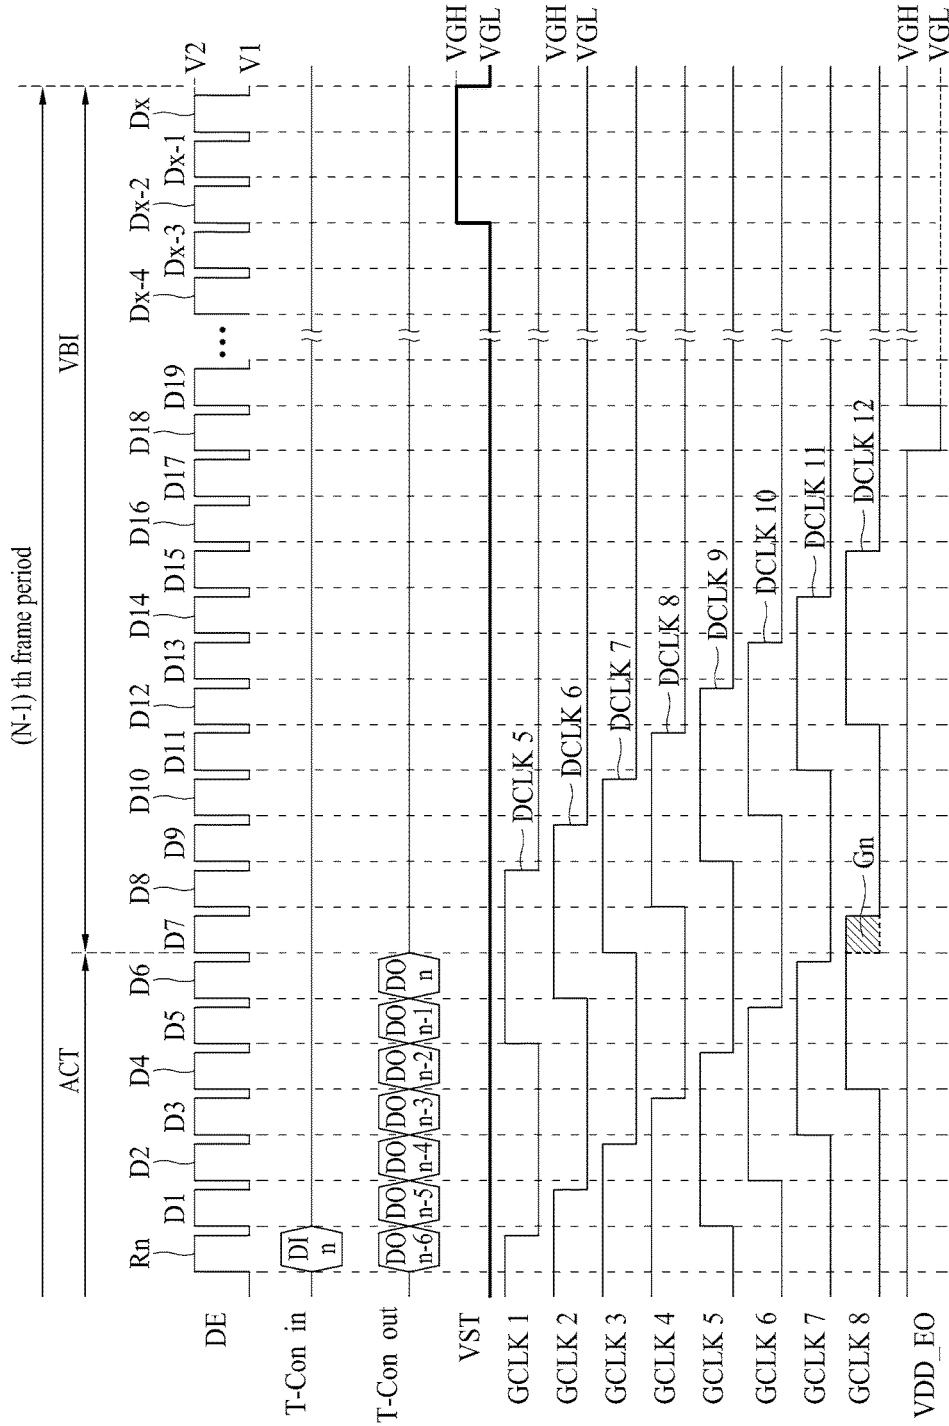 (N-1) th frame period
ACT
VBI
Rn
D1
D2
D3
D4
D5
D6
D7
D8
D9
D10
D11
D12
D13
D14
D15
D16
D17
D18
D19
Dx-4
Dx-3
Dx-2
Dx-1
Dx
DE
•••
V2
V1
T-Con in
DI
n
T-Con out
DO
n-6
DO
n-5
DO
n-4
DO
n-3
DO
n-2
DO
n-1
DO
n
VST
VGH
VGL
GCLK 1
DCLK 5
GCLK 2
DCLK 6
VGH
VGL
GCLK 3
DCLK 7
GCLK 4
DCLK 8
GCLK 5
DCLK 9
GCLK 6
DCLK 10
GCLK 7
DCLK 11
GCLK 8
Gn
DCLK 12
VDD_EO
VGH
VGL